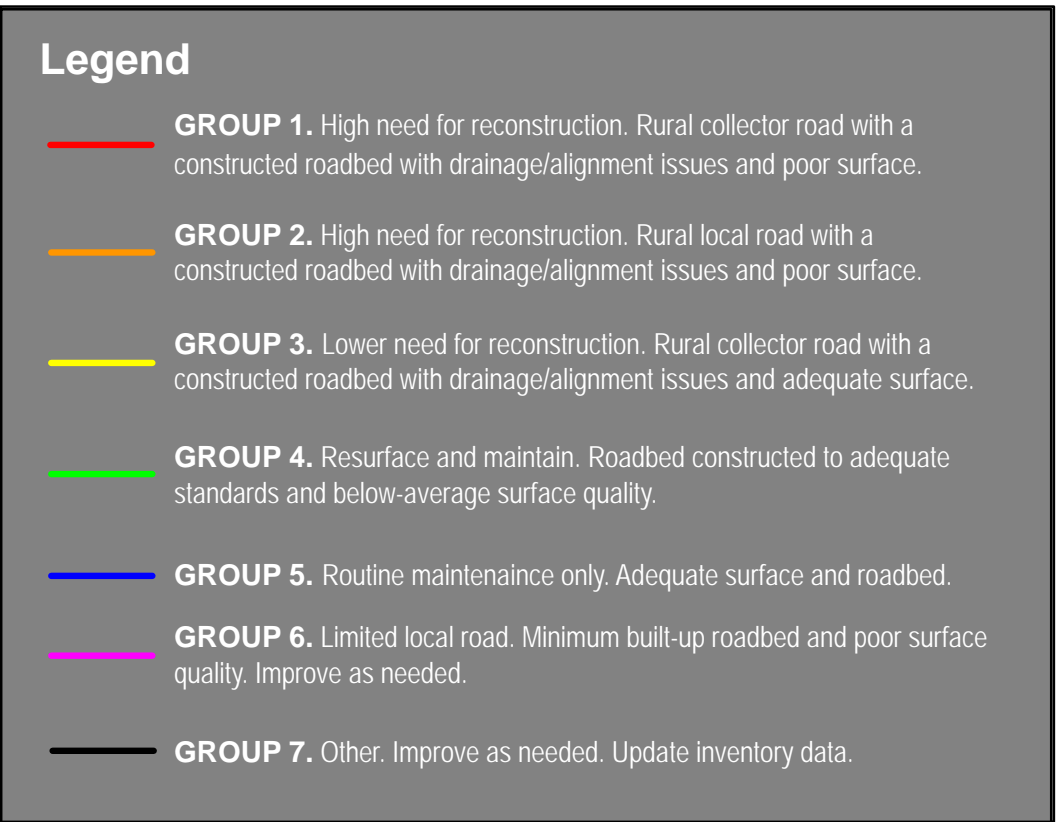 Legend
GROUP 1. High need for reconstruction. Rural collector road with a
constructed roadbed with drainage/alignment issues and poor surface.
GROUP 2. High need for reconstruction. Rural local road with a
constructed roadbed with drainage/alignment issues and poor surface.
GROUP 3. Lower need for reconstruction. Rural collector road with a
constructed roadbed with drainage/alignment issues and adequate surface.
GROUP 4. Resurface and maintain. Roadbed constructed to adequate
standards and below-average surface quality.
GROUP 5. Routine maintenaince only. Adequate surface and roadbed.
GROUP 6. Limited local road. Minimum built-up roadbed and poor surface
quality. Improve as needed.
GROUP 7. Other. Improve as needed. Update inventory data.